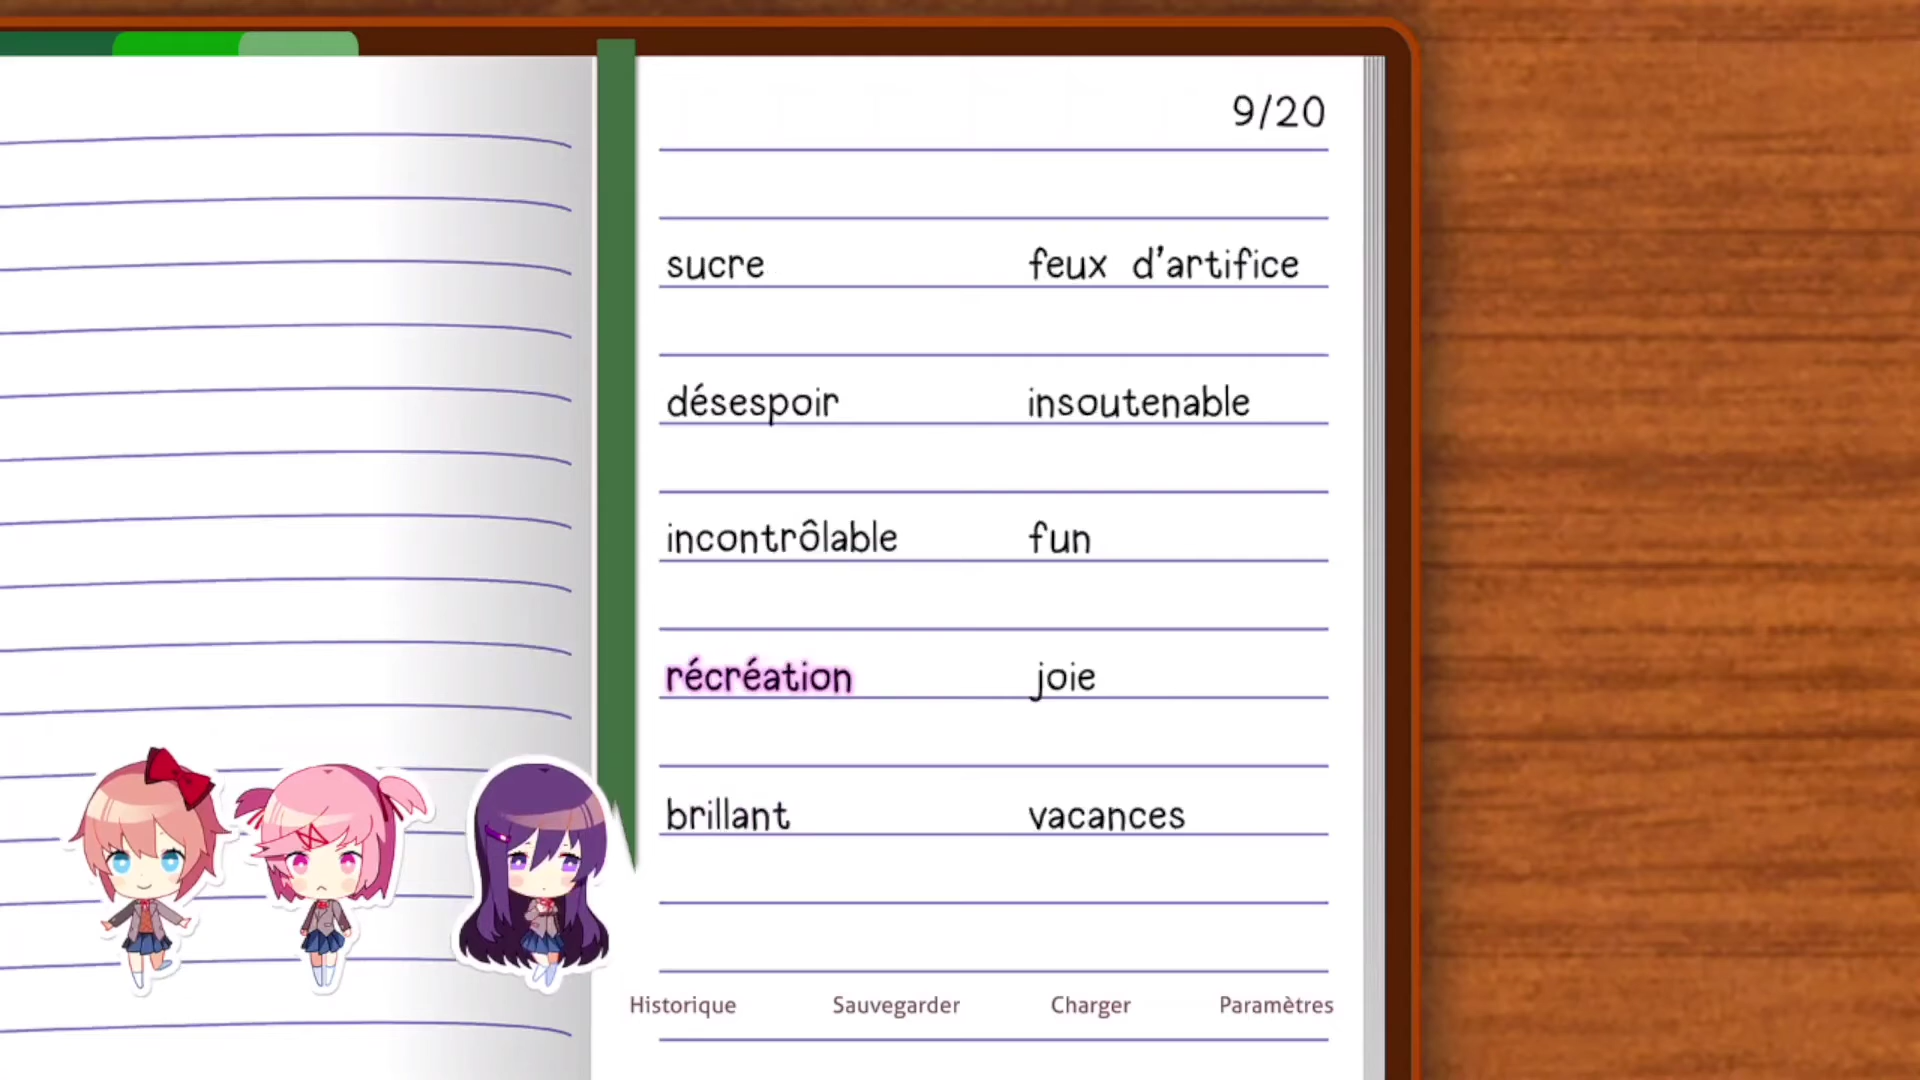 9/20
sucre feux d'artifice
désespoir insoutenable
incontrôlable fun
récréation joie
brillant vacances
Historique Sauvegarder Charger Paramètres